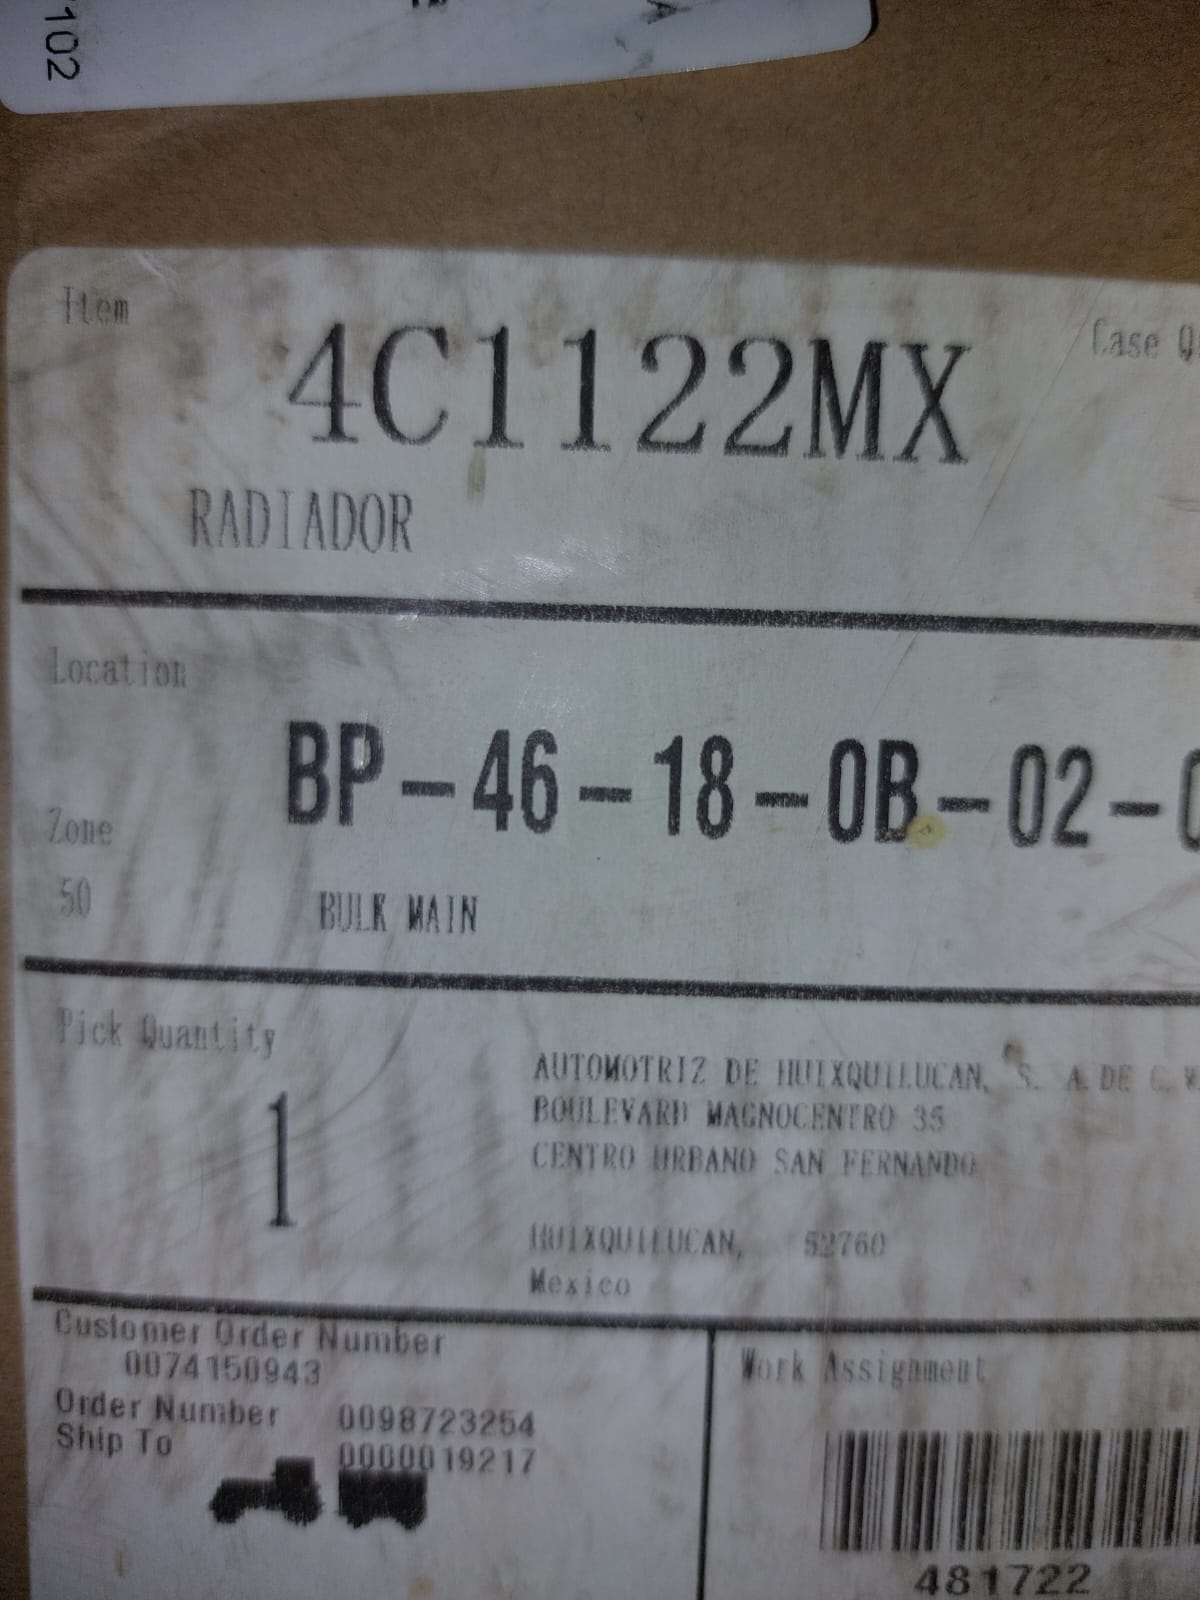 102
Item
Case
4C1122MX
RADIADOR
Location
BP-46-18-0B-02-
Zone
50
BULK MAIN
Pick Quantity
1
AUTOMOTRIZ DE HUIXQUILUCAN, S. A. DE C. V
BOULEVARD MAGNOCENTRO 35
CENTRO URBANO SAN FERNANDO
HUIXQUILUCAN, 52760
Mexico
Customer Order Number
0074150943
Order Number 0098723254
Ship To 0000019217
Work Assignment
481722